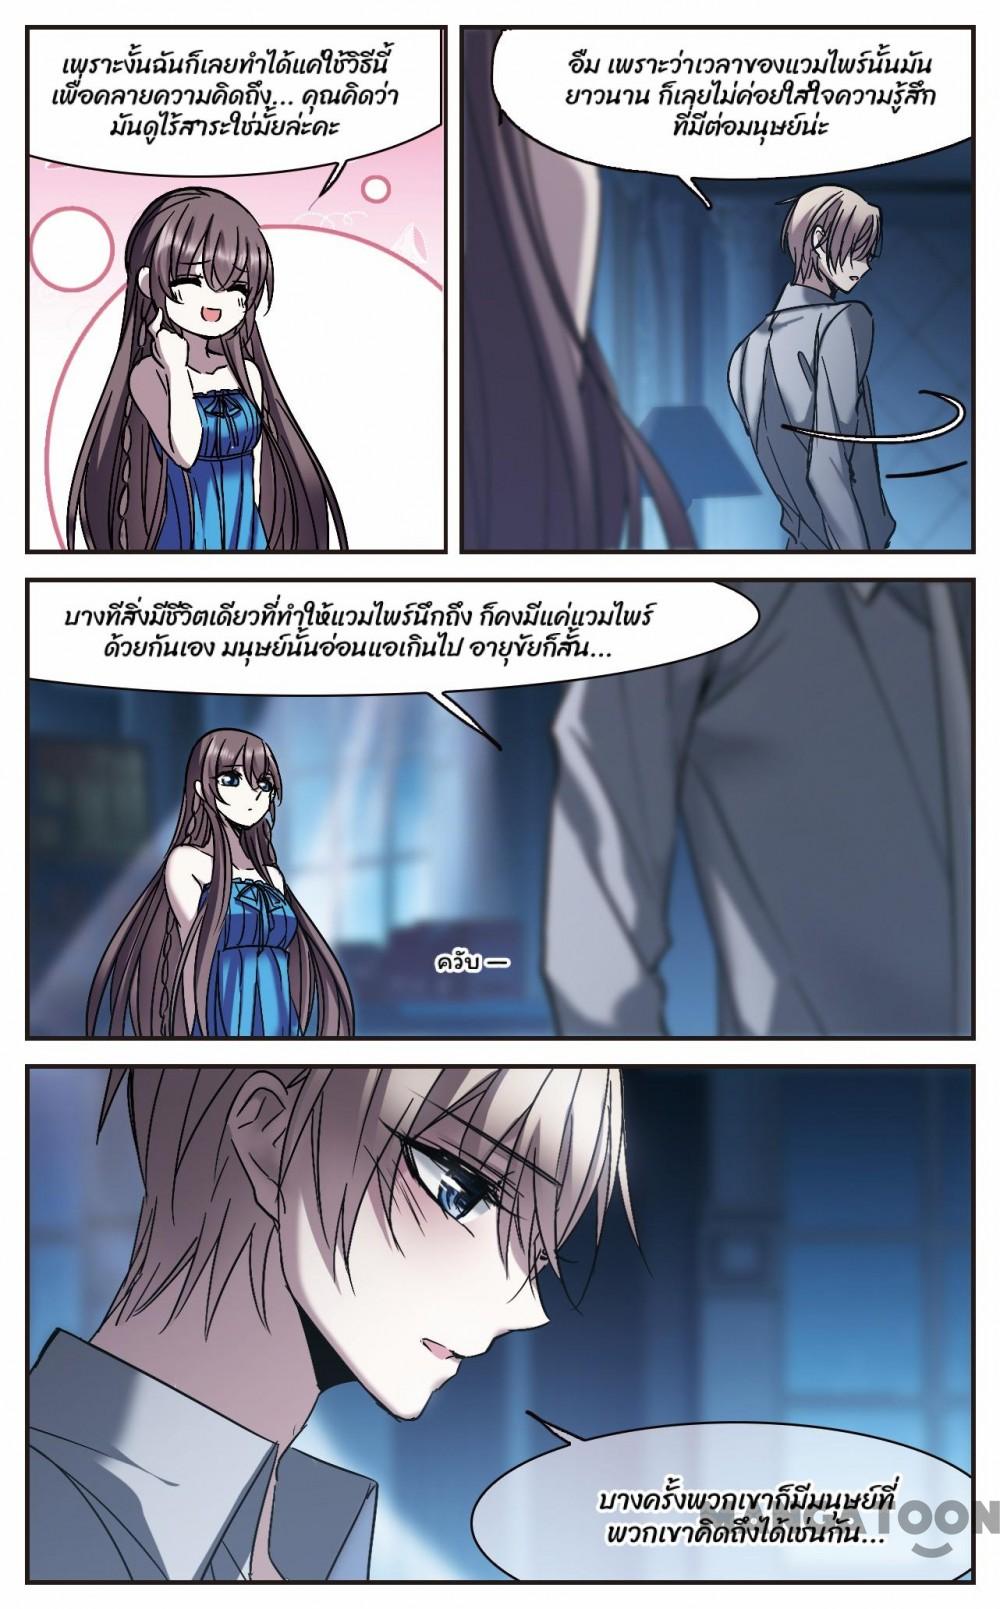 เพราะงั้นฉันก็เลยทำได้แค่ใช้วิธีนี้
เพื่อคลายความคิดถึง... คุณคิดว่า
มันดูไร้สาระใช่มั้ยล่ะคะ
อืม เพราะว่าเวลาของแวมไพร์นั้นมัน
ยาวนาน ก็เลยไม่ค่อยใส่ใจความรู้สึก
ที่มีต่อมนุษย์น่ะ
บางทีสิ่งมีชีวิตเดียวที่ทำให้แวมไพร์นึกถึง ก็คงมีแค่แวมไพร์
ด้วยกันเอง มนุษย์นั้นอ่อนแอเกินไป อายุขัยก็สั้น...
ควับ —
บางครั้งพวกเขาก็มีมนุษย์ที่
พวกเขาคิดถึงได้เช่นกัน...
MANGATOON